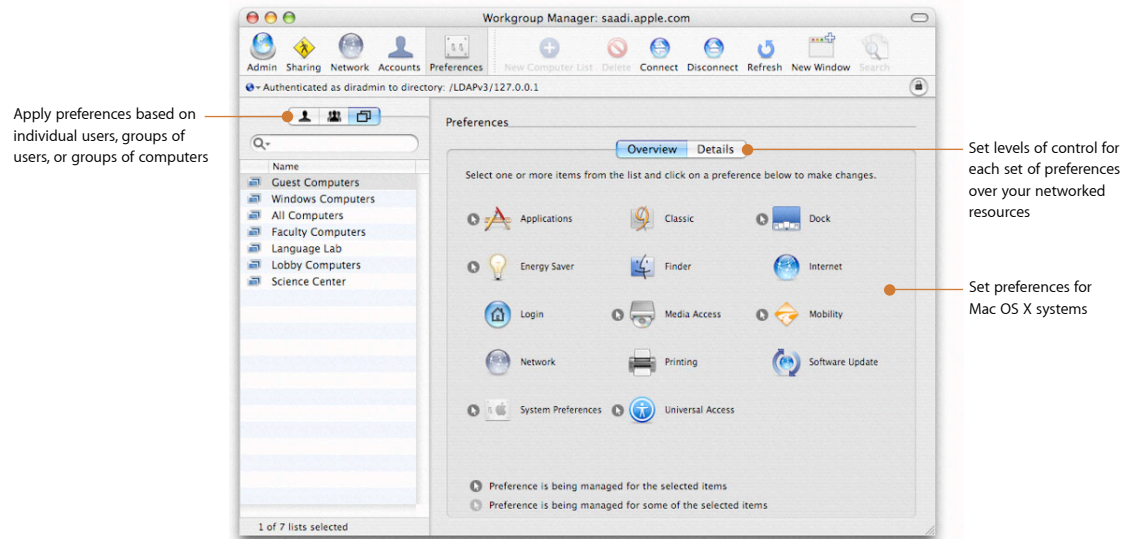 Workgroup Manager: saadi.apple.com
Admin Sharing Network Accounts Preferences New Computer List Delete Connect Disconnect Refresh New Window Search
Authenticated as diradmin to directory: /LDAPv3/127.0.0.1
Apply preferences based on
individual users, groups of
users, or groups of computers
Name
Guest Computers
Windows Computers
All Computers
Faculty Computers
Language Lab
Lobby Computers
Science Center
1 of 7 lists selected
Preferences
Overview Details
Select one or more items from the list and click on a preference below to make changes.
Applications Classic Dock
Energy Saver Finder Internet
Login Media Access Mobility
Network Printing Software Update
System Preferences Universal Access
Preference is being managed for the selected items
Preference is being managed for some of the selected items
Set levels of control for
each set of preferences
over your networked
resources
Set preferences for
Mac OS X systems